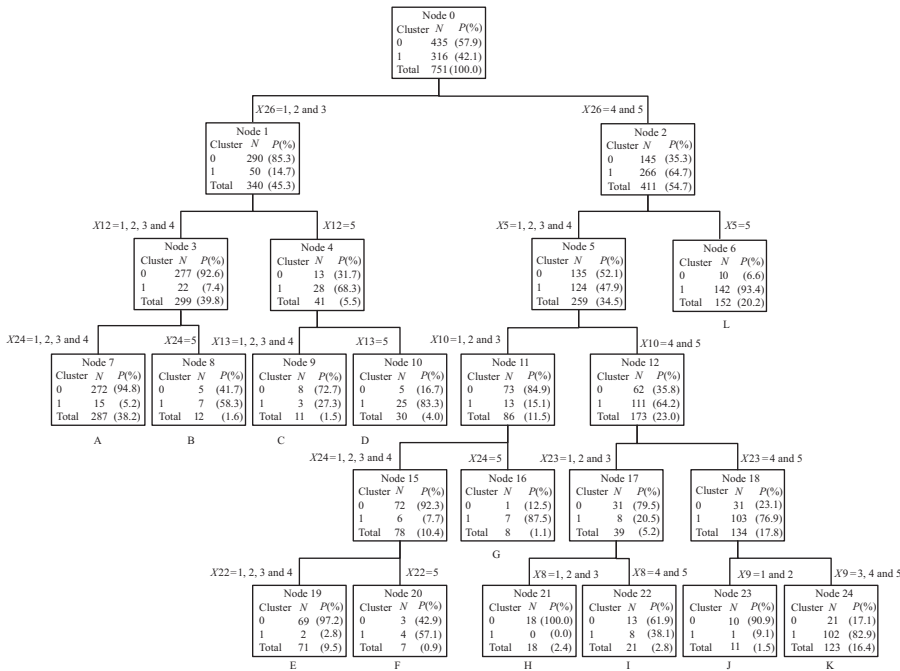 Node 0
Cluster N P(%)
0 435 (57.9)
1 316 (42.1)
Total 751 (100.0)
X26=1, 2 and 3
X26=4 and 5
Node 1
Cluster N P(%)
0 290 (85.3)
1 50 (14.7)
Total 340 (45.3)
Node 2
Cluster N P(%)
0 145 (35.3)
1 266 (64.7)
Total 411 (54.7)
X12=1, 2, 3 and 4
X12=5
X5=1, 2, 3 and 4
X5=5
Node 3
Cluster N P(%)
0 277 (92.6)
1 22 (7.4)
Total 299 (39.8)
Node 4
Cluster N P(%)
0 13 (31.7)
1 28 (68.3)
Total 41 (5.5)
Node 5
Cluster N P(%)
0 135 (52.1)
1 124 (47.9)
Total 259 (34.5)
Node 6
Cluster N P(%)
0 10 (6.6)
1 142 (93.4)
Total 152 (20.2)
L
X24=1, 2, 3 and 4
X24=5
X13=1, 2, 3 and 4
X13=5
X10=1, 2 and 3
X10=4 and 5
Node 7
Cluster N P(%)
0 272 (94.8)
1 15 (5.2)
Total 287 (38.2)
A
Node 8
Cluster N P(%)
0 5 (41.7)
1 7 (58.3)
Total 12 (1.6)
B
Node 9
Cluster N P(%)
0 8 (72.7)
1 3 (27.3)
Total 11 (1.5)
C
Node 10
Cluster N P(%)
0 5 (16.7)
1 25 (83.3)
Total 30 (4.0)
D
Node 11
Cluster N P(%)
0 73 (84.9)
1 13 (15.1)
Total 86 (11.5)
Node 12
Cluster N P(%)
0 62 (35.8)
1 111 (64.2)
Total 173 (23.0)
X24=1, 2, 3 and 4
X24=5
X23=1, 2 and 3
X23=4 and 5
Node 15
Cluster N P(%)
0 72 (92.3)
1 6 (7.7)
Total 78 (10.4)
Node 16
Cluster N P(%)
0 1 (12.5)
1 7 (87.5)
Total 8 (1.1)
G
Node 17
Cluster N P(%)
0 31 (79.5)
1 8 (20.5)
Total 39 (5.2)
Node 18
Cluster N P(%)
0 31 (23.1)
1 103 (76.9)
Total 134 (17.8)
X22=1, 2, 3 and 4
X22=5
X8=1, 2 and 3
X8=4 and 5
X9=1 and 2
X9=3, 4 and 5
Node 19
Cluster N P(%)
0 69 (97.2)
1 2 (2.8)
Total 71 (9.5)
E
Node 20
Cluster N P(%)
0 3 (42.9)
1 4 (57.1)
Total 7 (0.9)
F
Node 21
Cluster N P(%)
0 18 (100.0)
1 0 (0.0)
Total 18 (2.4)
H
Node 22
Cluster N P(%)
0 13 (61.9)
1 8 (38.1)
Total 21 (2.8)
I
Node 23
Cluster N P(%)
0 10 (90.9)
1 1 (9.1)
Total 11 (1.5)
J
Node 24
Cluster N P(%)
0 21 (17.1)
1 102 (82.9)
Total 123 (16.4)
K